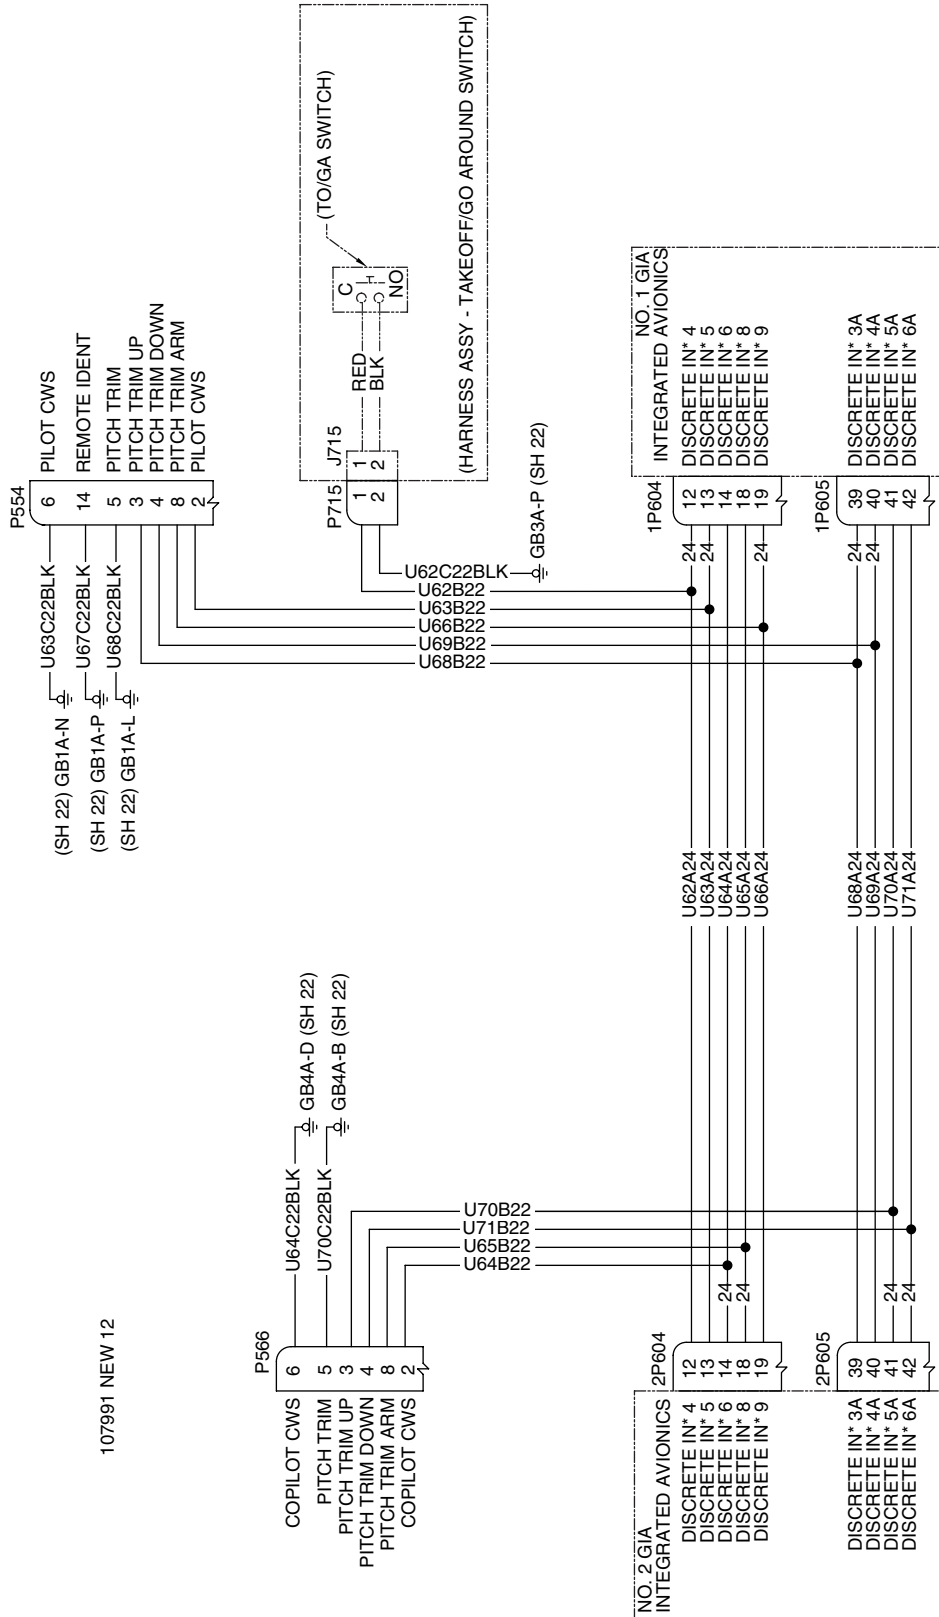 107991 NEW 12
P554
6 PILOT CWS
14 REMOTE IDENT
5 PITCH TRIM
3 PITCH TRIM UP
4 PITCH TRIM DOWN
8 PITCH TRIM ARM
2 PILOT CWS
U63C22BLK
U67C22BLK
U68C22BLK
(SH 22) GB1A-N
(SH 22) GB1A-P
(SH 22) GB1A-L
(TO/GA SWITCH)
C
NO
RED
BLK
P715 J715
1 1
2 2
(HARNESS ASSY - TAKEOFF/GO AROUND SWITCH)
U62C22BLK
GB3A-P (SH 22)
U62B22
U63B22
U66B22
U69B22
U68B22
P566
COPILOT CWS 6
PITCH TRIM 5
PITCH TRIM UP 3
PITCH TRIM DOWN 4
PITCH TRIM ARM 8
COPILOT CWS 2
U64C22BLK
U70C22BLK
GB4A-D (SH 22)
GB4A-B (SH 22)
U70B22
U71B22
U65B22
U64B22
NO. 1 GIA
INTEGRATED AVIONICS
1P604
24 12 DISCRETE IN* 4
24 13 DISCRETE IN* 5
14 DISCRETE IN* 6
18 DISCRETE IN* 8
24 19 DISCRETE IN* 9
1P605
24 39 DISCRETE IN* 3A
24 40 DISCRETE IN* 4A
41 DISCRETE IN* 5A
42 DISCRETE IN* 6A
U62A24
U63A24
U64A24
U65A24
U66A24
U68A24
U69A24
U70A24
U71A24
NO. 2 GIA
INTEGRATED AVIONICS
2P604
DISCRETE IN* 4 12
DISCRETE IN* 5 13
DISCRETE IN* 6 14 24
DISCRETE IN* 8 18 24
DISCRETE IN* 9 19
2P605
DISCRETE IN* 3A 39
DISCRETE IN* 4A 40
DISCRETE IN* 5A 41 24
DISCRETE IN* 6A 42 24